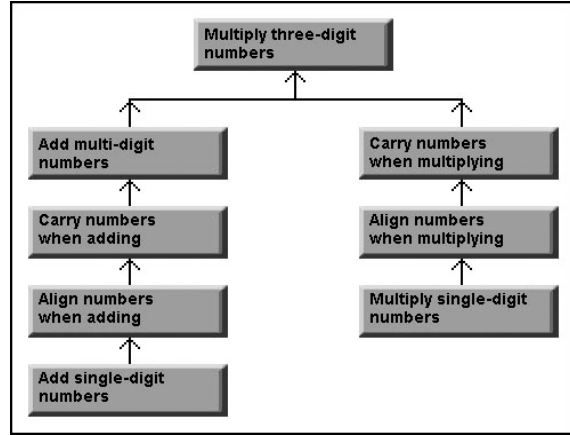 Multiply three-digit
numbers
Add multi-digit
numbers
Carry numbers
when multiplying
Carry numbers
when adding
Align numbers
when multiplying
Align numbers
when adding
Multiply single-digit
numbers
Add single-digit
numbers